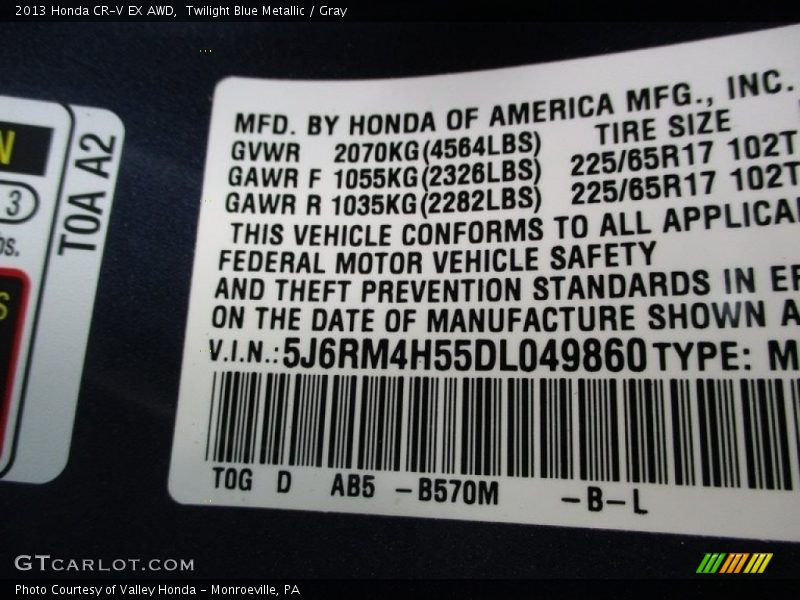 2013 Honda CR-V EX AWD, Twilight Blue Metallic / Gray
N
3
bs.
S
TOA A2
MFD. BY HONDA OF AMERICA MFG., INC.
GVWR 2070KG(4564LBS) TIRE SIZE
GAWR F 1055KG(2326LBS) 225/65R17 102T
GAWR R 1035KG(2282LBS) 225/65R17 102T
THIS VEHICLE CONFORMS TO ALL APPLICA
FEDERAL MOTOR VEHICLE SAFETY
AND THEFT PREVENTION STANDARDS IN EF
ON THE DATE OF MANUFACTURE SHOWN A
V.I.N.:5J6RM4H55DL049860 TYPE: M
TOG D AB5 -B570M -B-L
GTCARLOT.COM
Photo Courtesy of Valley Honda - Monroeville, PA